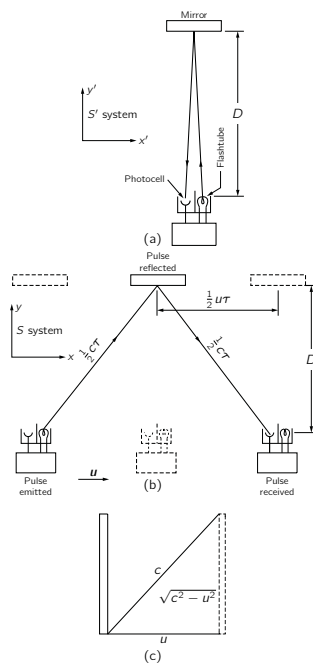 Mirror
y′
S′ system
x′
D
Flashtube
Photocell
(a)
Pulse
reflected
½uτ
y
S system
x
½cτ
½cτ
D
Pulse
emitted
u
(b)
Pulse
received
c
√c² − u²
u
(c)